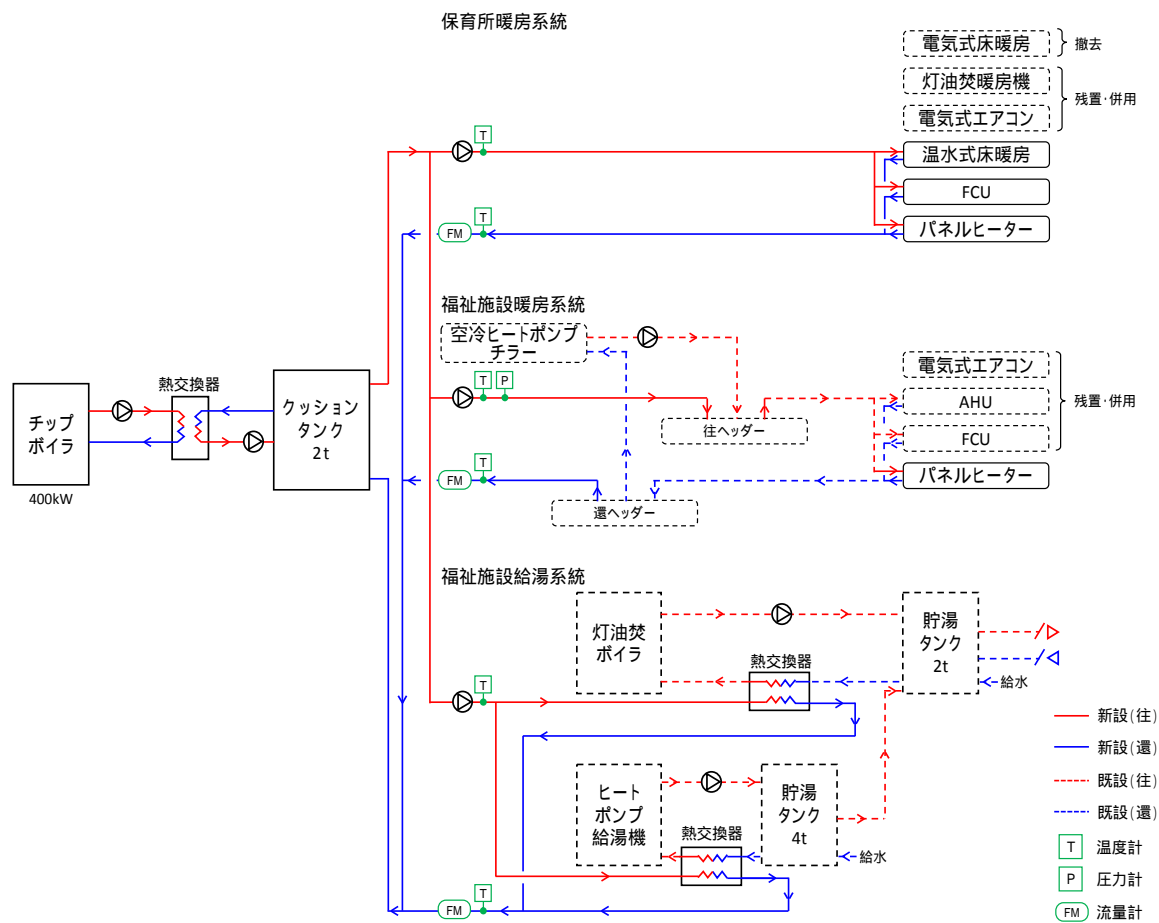 保育所暖房系統
電気式床暖房
撤去
灯油焚暖房機
残置・併用
電気式エアコン
T
温水式床暖房
FCU
T
FM
パネルヒーター
福祉施設暖房系統
空冷ヒートポンプ
チラー
電気式エアコン
熱交換器
T
P
AHU
残置・併用
チップ
ボイラ
クッション
タンク
2t
往ヘッダー
FCU
T
FM
パネルヒーター
400kW
還ヘッダー
福祉施設給湯系統
灯油焚
ボイラ
貯湯
タンク
2t
熱交換器
給水
T
新設(往)
新設(還)
ヒート
ポンプ
給湯機
貯湯
タンク
4t
既設(往)
既設(還)
熱交換器
給水
T
温度計
P
圧力計
T
FM
FM
流量計